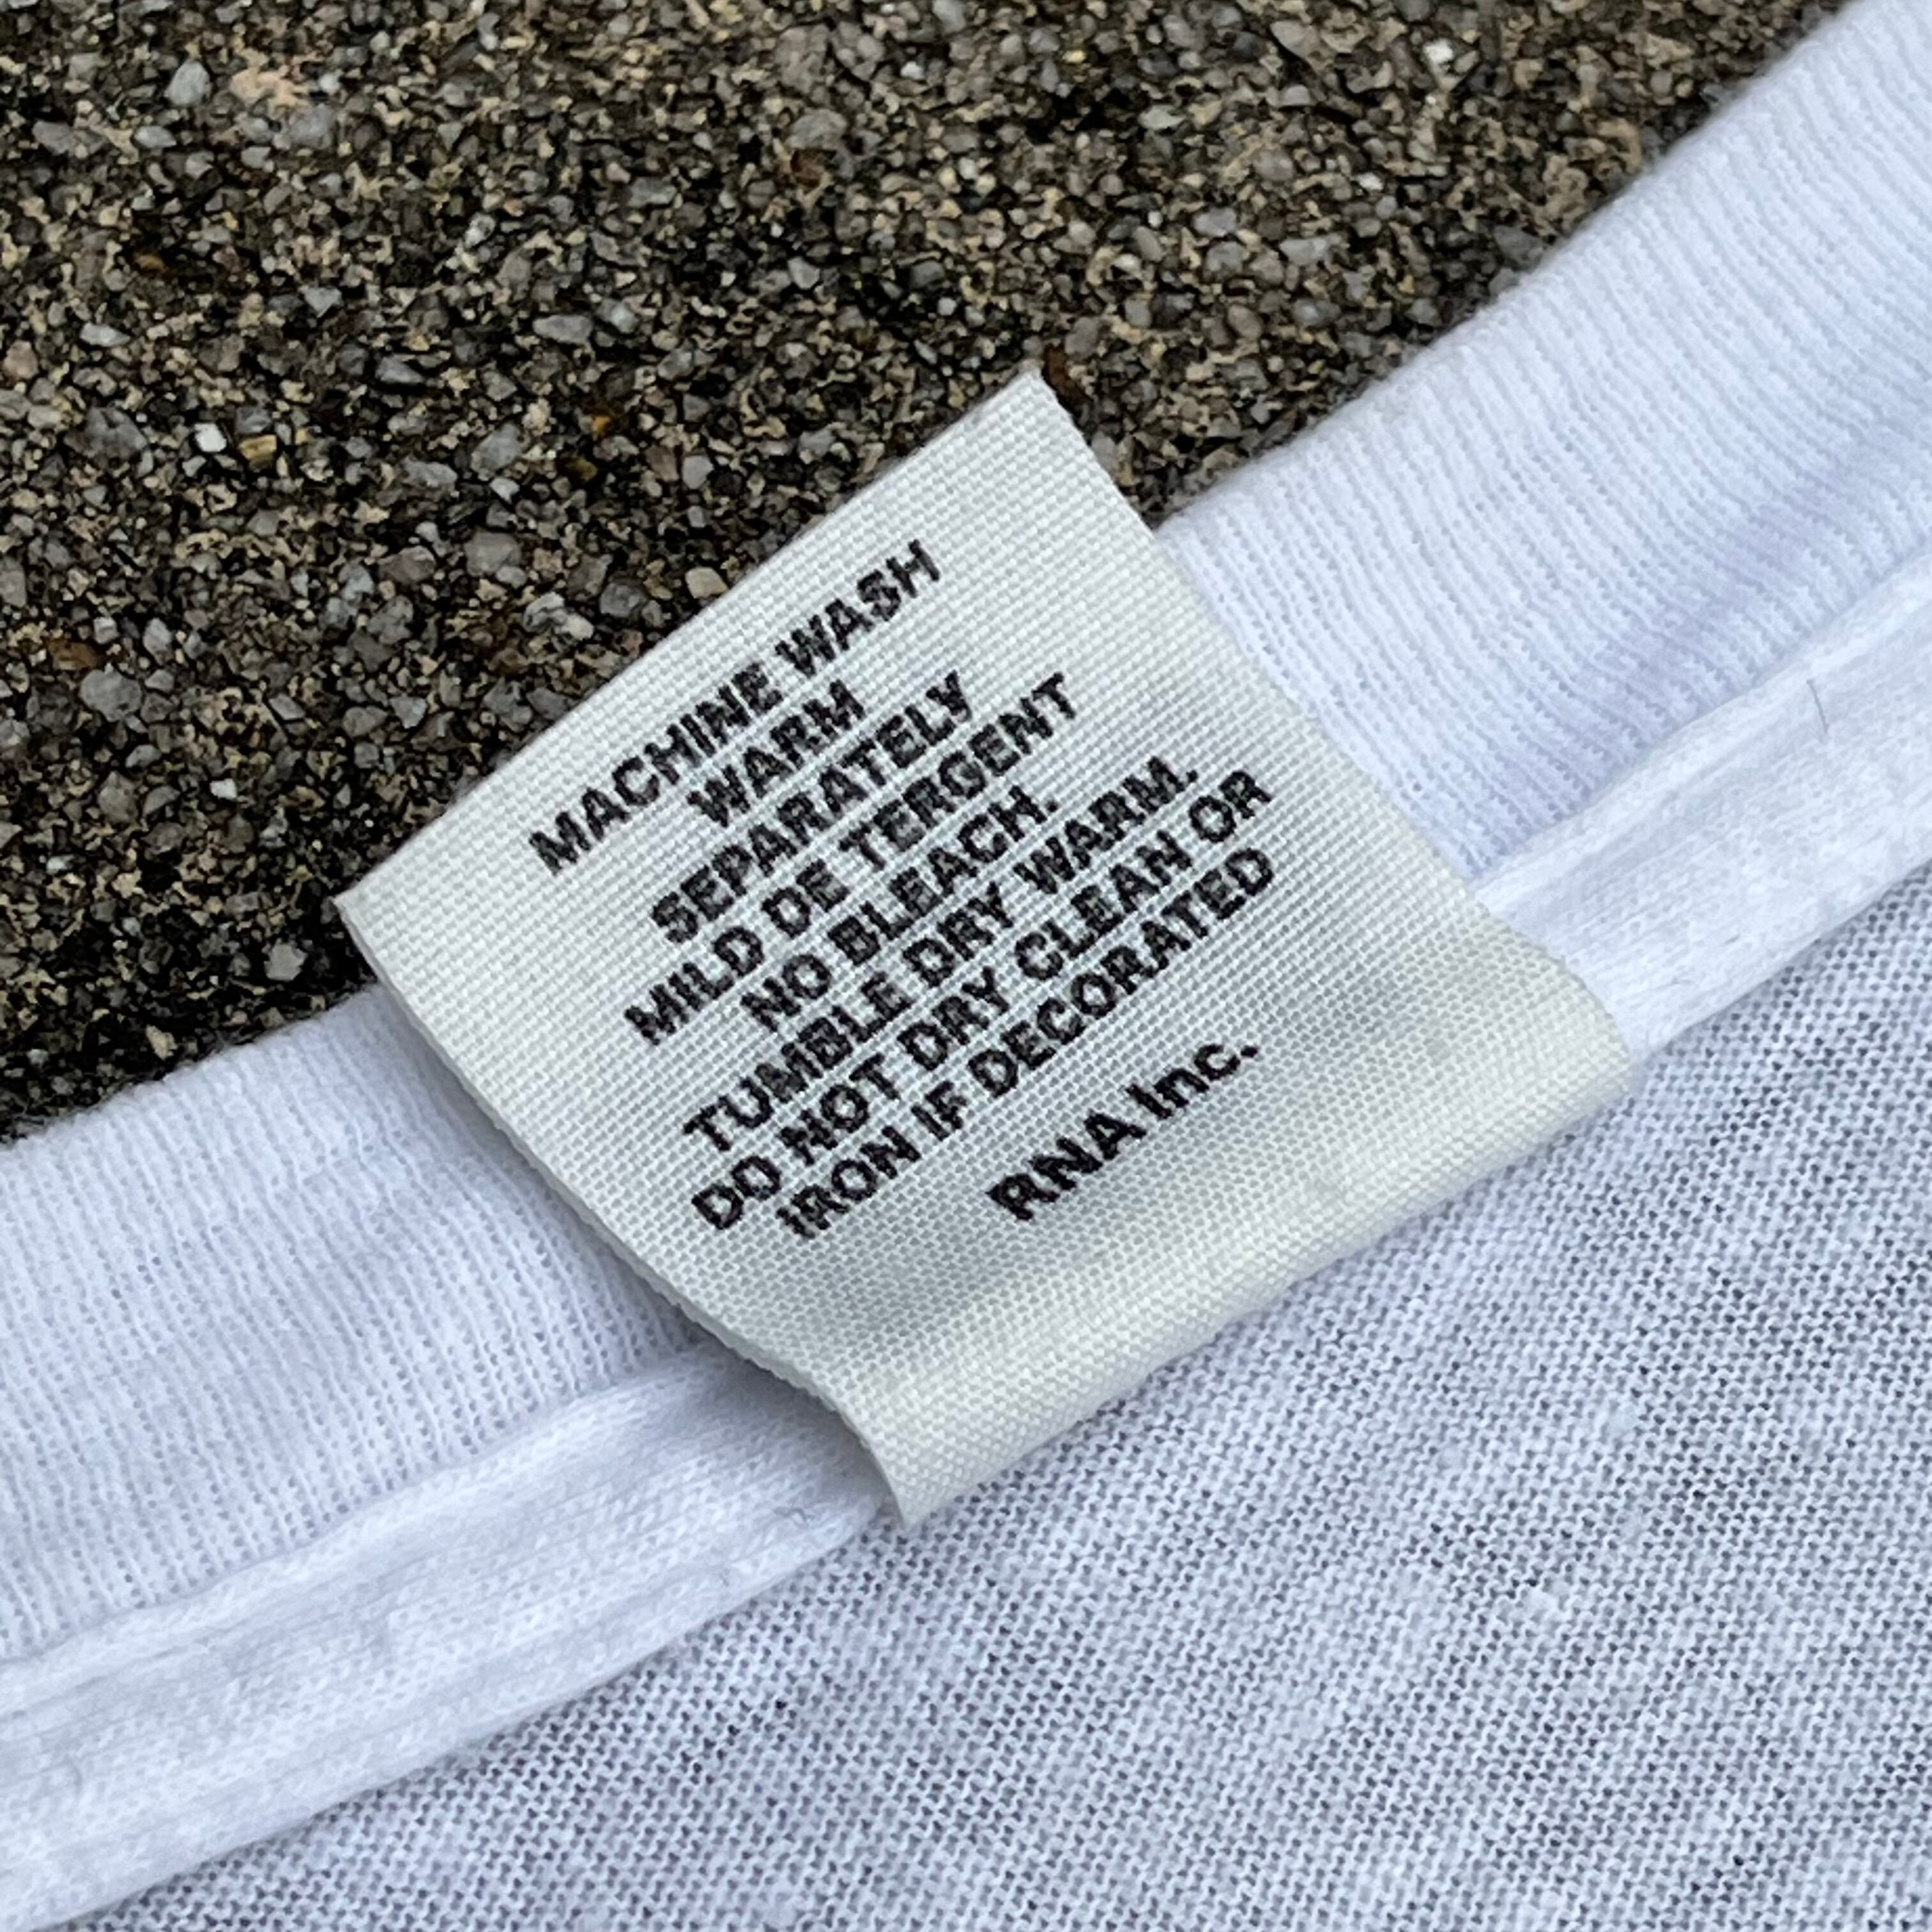 MACHINE WASH
WARM
SEPARATELY
MILD DE TERGENT
NO BLEACH.
TUMBLE DRY WARM.
DO NOT DRY CLEAN OR
IRON IF DECORATED
RNA Inc.